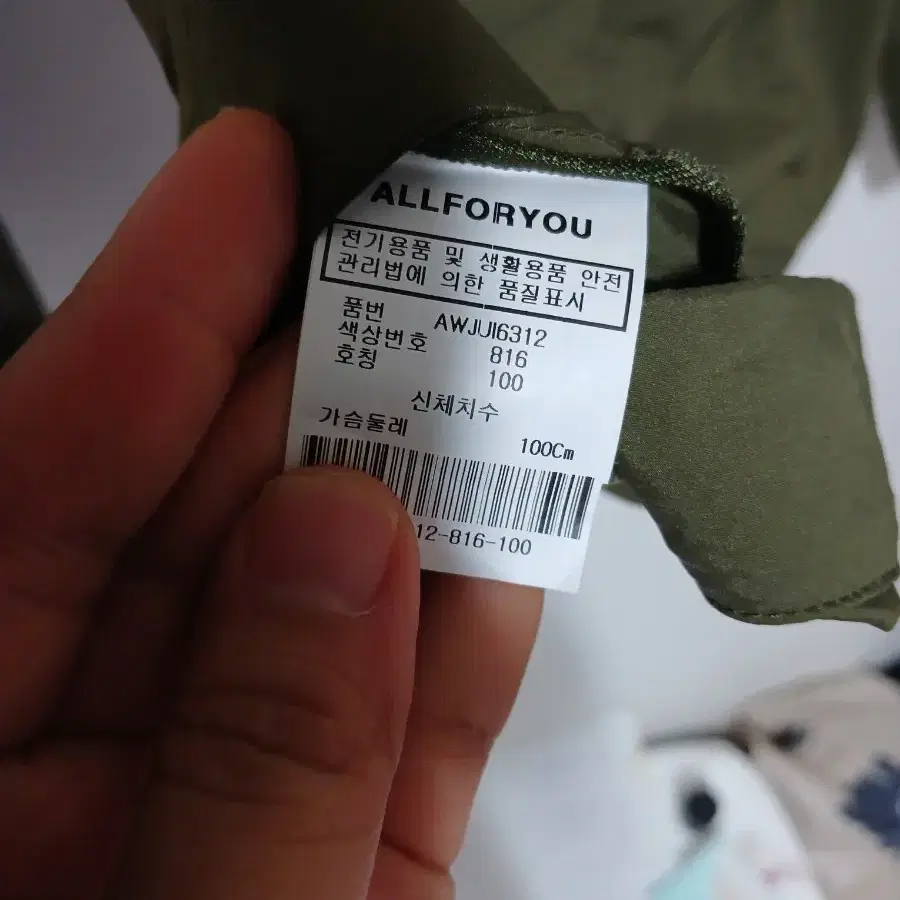 ALLFORYOU
전기용품 및 생활용품 안전
관리법에 의한 품질표시
품번 AWJUI6312
색상번호 816
호칭 100
신체치수
가슴둘레 100Cm
12-816-100